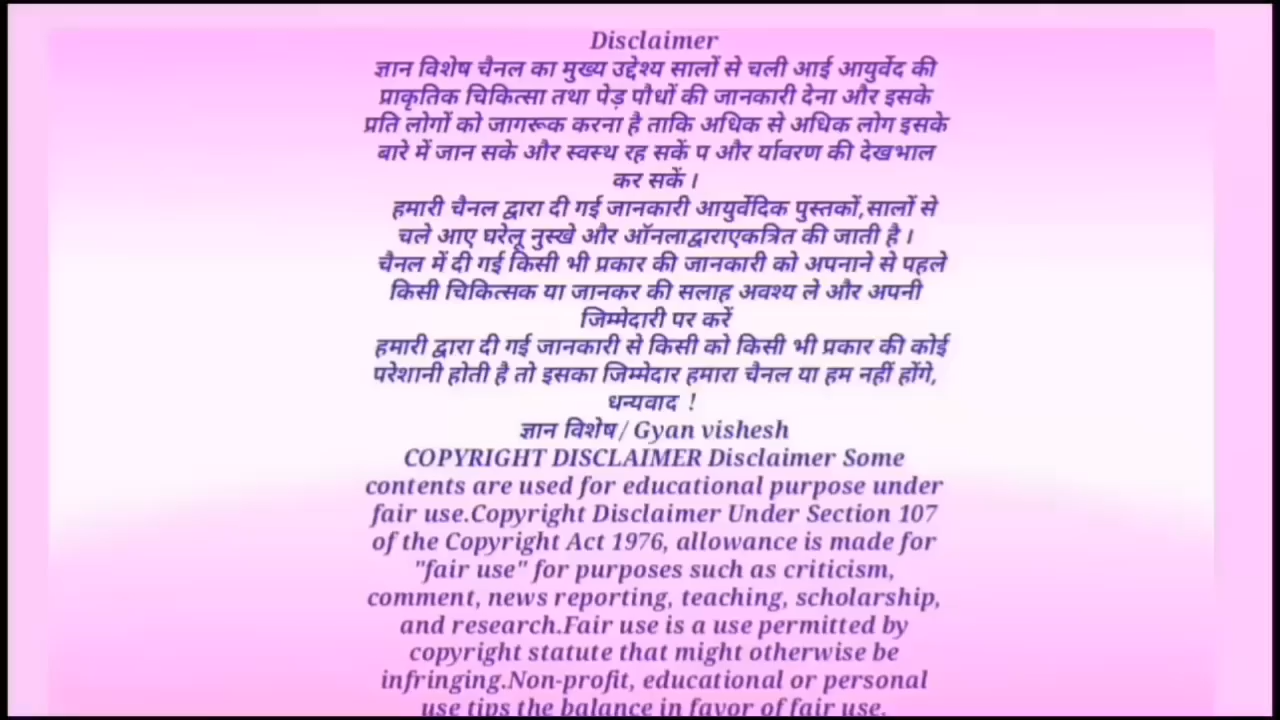 Disclaimer
ज्ञान विशेष चैनल का मुख्य उद्देश्य सालों से चली आई आयुर्वेद की
प्राकृतिक चिकित्सा तथा पेड़ पौधों की जानकारी देना और इसके
प्रति लोगों को जागरूक करना है ताकि अधिक से अधिक लोग इसके
बारे में जान सके और स्वस्थ रह सकें प और र्यावरण की देखभाल
कर सकें ।
हमारी चैनल द्वारा दी गई जानकारी आयुर्वेदिक पुस्तकों,सालों से
चले आए घरेलू नुस्खे और ऑनलाद्वाराएकत्रित की जाती है ।
चैनल में दी गई किसी भी प्रकार की जानकारी को अपनाने से पहले
किसी चिकित्सक या जानकर की सलाह अवश्य ले और अपनी
जिम्मेदारी पर करें
हमारी द्वारा दी गई जानकारी से किसी को किसी भी प्रकार की कोई
परेशानी होती है तो इसका जिम्मेदार हमारा चैनल या हम नहीं होंगे,
धन्यवाद !
ज्ञान विशेष/ Gyan vishesh
COPYRIGHT DISCLAIMER Disclaimer Some
contents are used for educational purpose under
fair use.Copyright Disclaimer Under Section 107
of the Copyright Act 1976, allowance is made for
"fair use" for purposes such as criticism,
comment, news reporting, teaching, scholarship,
and research.Fair use is a use permitted by
copyright statute that might otherwise be
infringing.Non-profit, educational or personal
use tips the balance in favor of fair use.